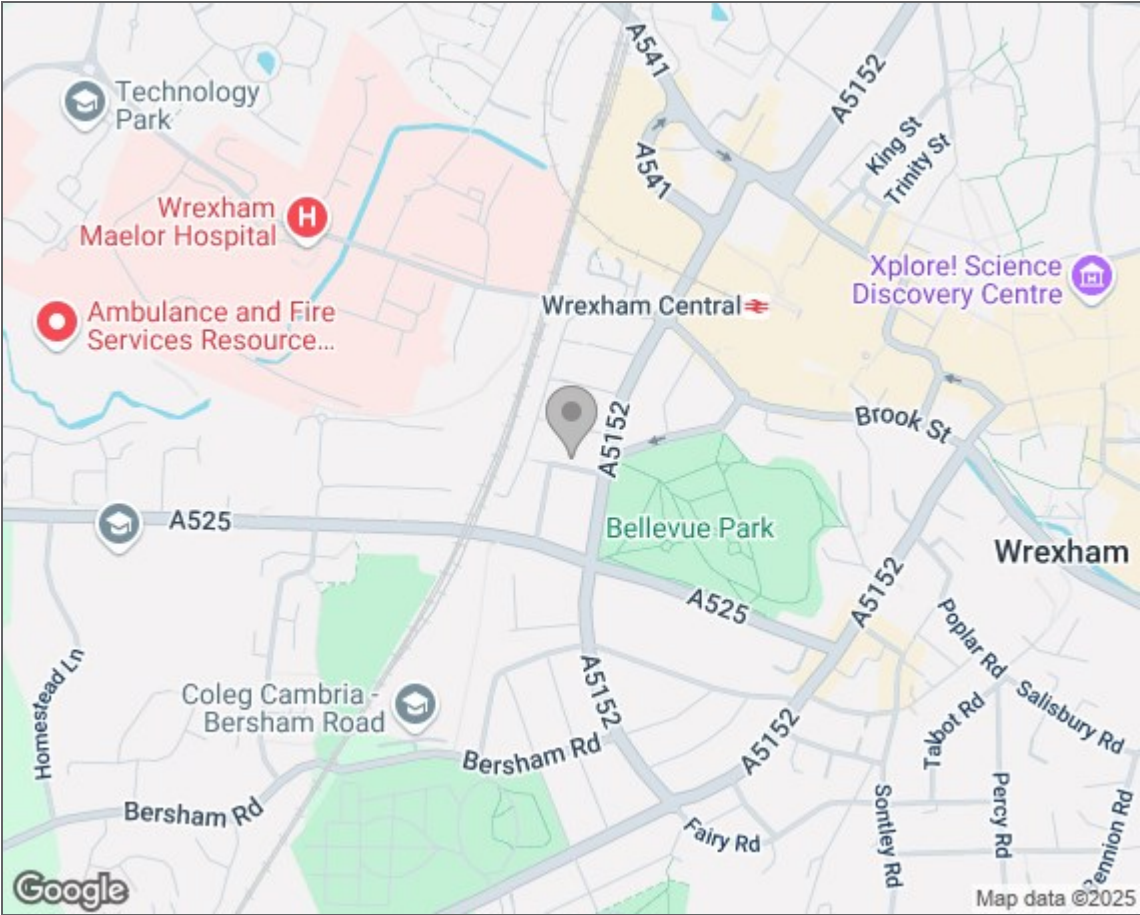 A541
A5152
Technology
Park
King St
Trinity St
A541
Wrexham
Maelor Hospital
H
Xplore! Science
Discovery Centre
Wrexham Central
Ambulance and Fire
Services Resource...
A5152
Brook St
A525
Bellevue Park
Wrexham
A5152
A525
Poplar Rd
Homestead Ln
Coleg Cambria -
Bersham Road
A5152
Salisbury Rd
Talbot Rd
A5152
Bersham Rd
Bersham Rd
Percy Rd
Sontley Rd
Fairy Rd
Pennion Rd
Google
Map data ©2025